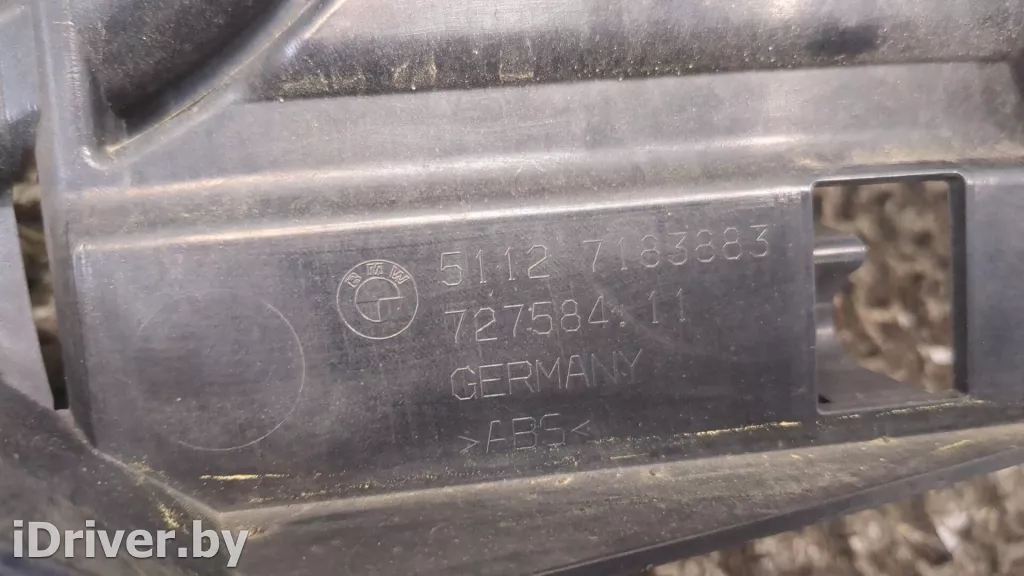 BMW
5112 7183883
727584.11
GERMANY
>ABS<
iDriver.by